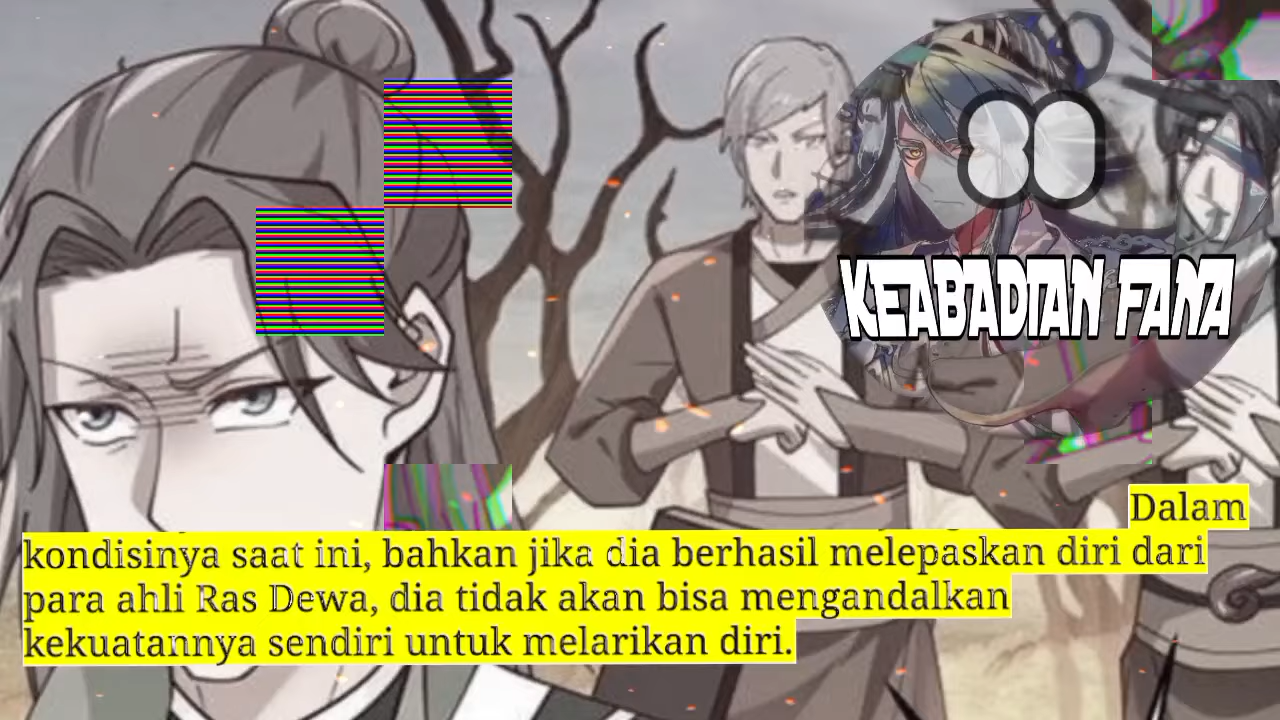 KEABADIAN FANA
Dalam
kondisinya saat ini, bahkan jika dia berhasil melepaskan diri dari
para ahli Ras Dewa, dia tidak akan bisa mengandalkan
kekuatannya sendiri untuk melarikan diri.